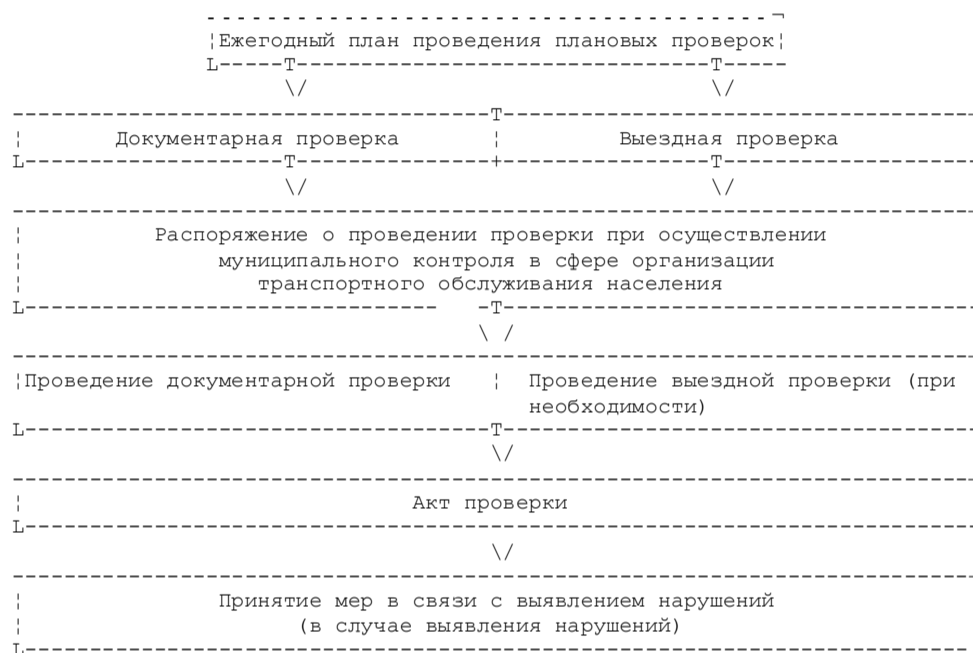 Ежегодный план проведения плановых проверок
Документарная проверка Выездная проверка
Распоряжение о проведении проверки при осуществлении
муниципального контроля в сфере организации
транспортного обслуживания населения
Проведение документарной проверки Проведение выездной проверки (при
необходимости)
Акт проверки
Принятие мер в связи с выявлением нарушений
(в случае выявления нарушений)